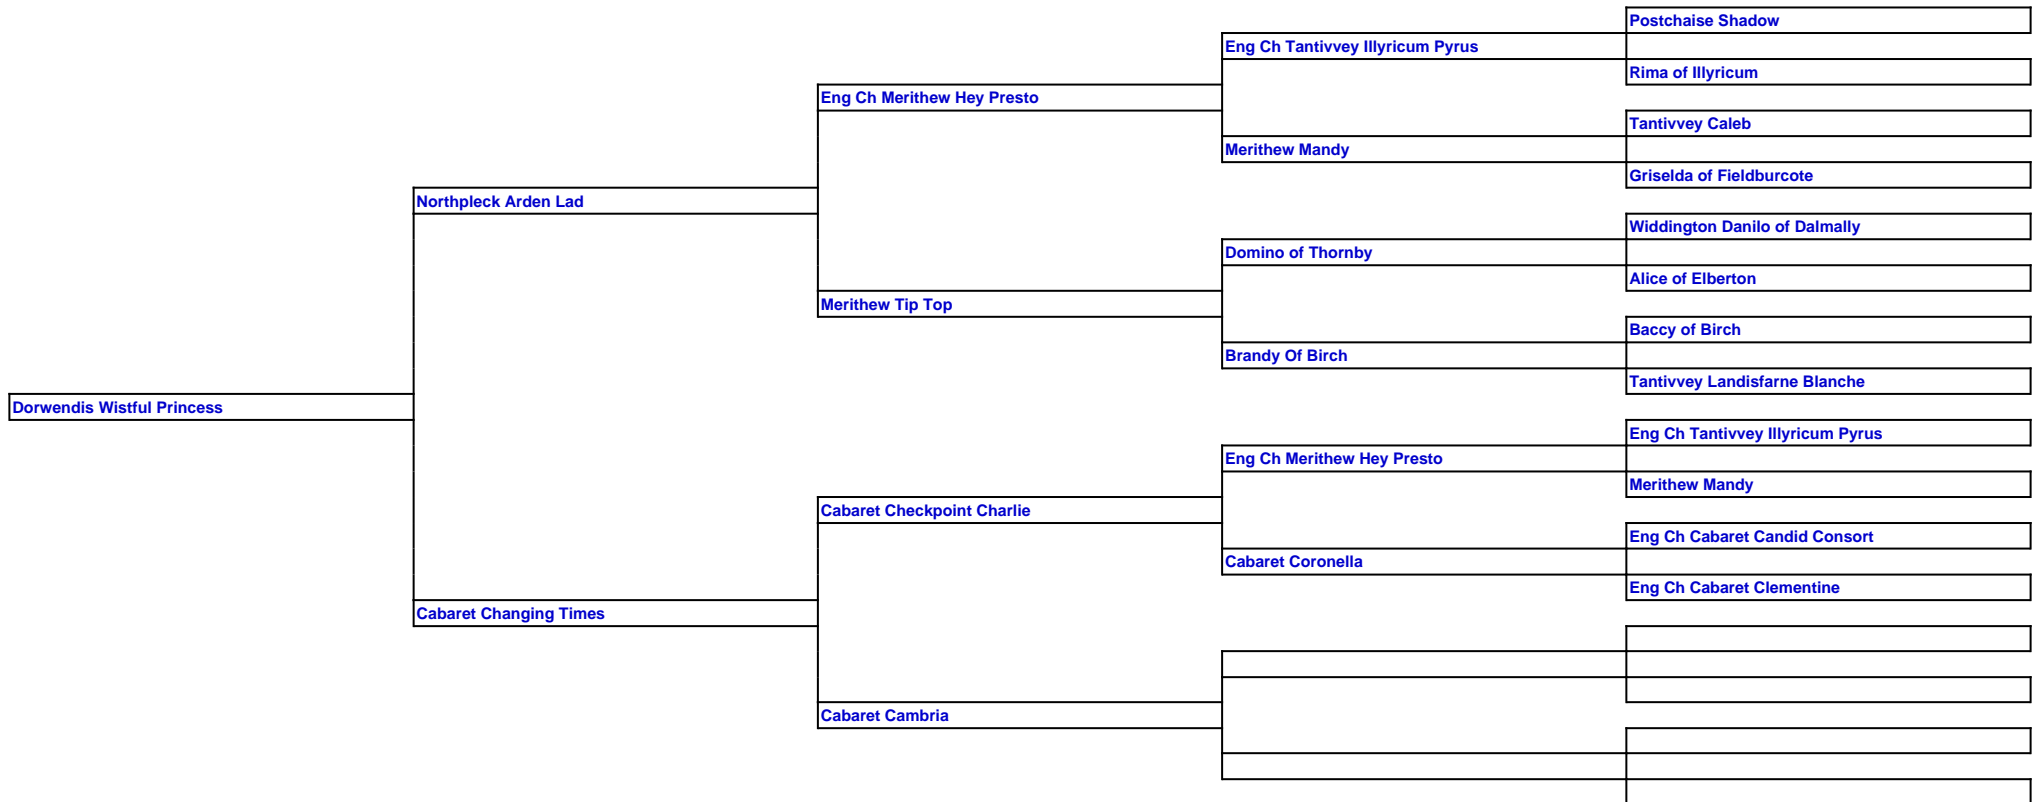 Postchaise Shadow
Eng Ch Tantivvey Illyricum Pyrus
Rima of Illyricum
Eng Ch Merithew Hey Presto
Tantivvey Caleb
Merithew Mandy
Griselda of Fieldburcote
Northpleck Arden Lad
Widdington Danilo of Dalmally
Domino of Thornby
Alice of Elberton
Merithew Tip Top
Baccy of Birch
Brandy Of Birch
Tantivvey Landisfarne Blanche
Dorwendis Wistful Princess
Eng Ch Tantivvey Illyricum Pyrus
Eng Ch Merithew Hey Presto
Merithew Mandy
Cabaret Checkpoint Charlie
Eng Ch Cabaret Candid Consort
Cabaret Coronella
Eng Ch Cabaret Clementine
Cabaret Changing Times
Cabaret Cambria